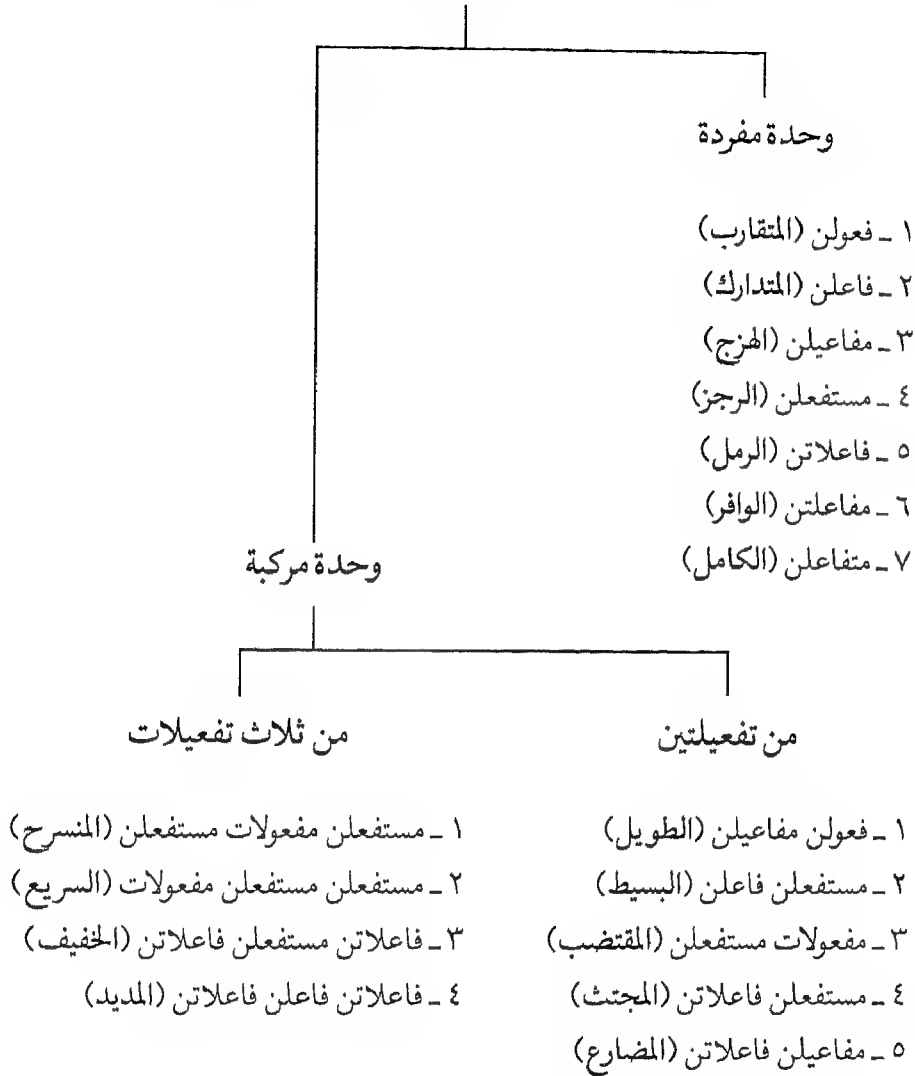 وحدة مفردة
١ ـ فعولن (المتقارب)
٢ ـ فاعلن (المتدارك)
٣ ـ مفاعيلن (الهزج)
٤ ـ مستفعلن (الرجز)
٥ ـ فاعلاتن (الرمل)
٦ ـ مفاعلتن (الوافر)
٧ ـ متفاعلن (الكامل)
وحدة مركبة
من تفعيلتين
١ ـ فعولن مفاعيلن (الطويل)
٢ ـ مستفعلن فاعلن (البسيط)
٣ ـ مفعولات مستفعلن (المقتضب)
٤ ـ مستفعلن فاعلاتن (المجتث)
٥ ـ مفاعيلن فاعلاتن (المضارع)
من ثلاث تفعيلات
١ ـ مستفعلن مفعولات مستفعلن (المنسرح)
٢ ـ مستفعلن مستفعلن مفعولات (السريع)
٣ ـ فاعلاتن مستفعلن فاعلاتن (الخفيف)
٤ ـ فاعلاتن فاعلن فاعلاتن (المديد)